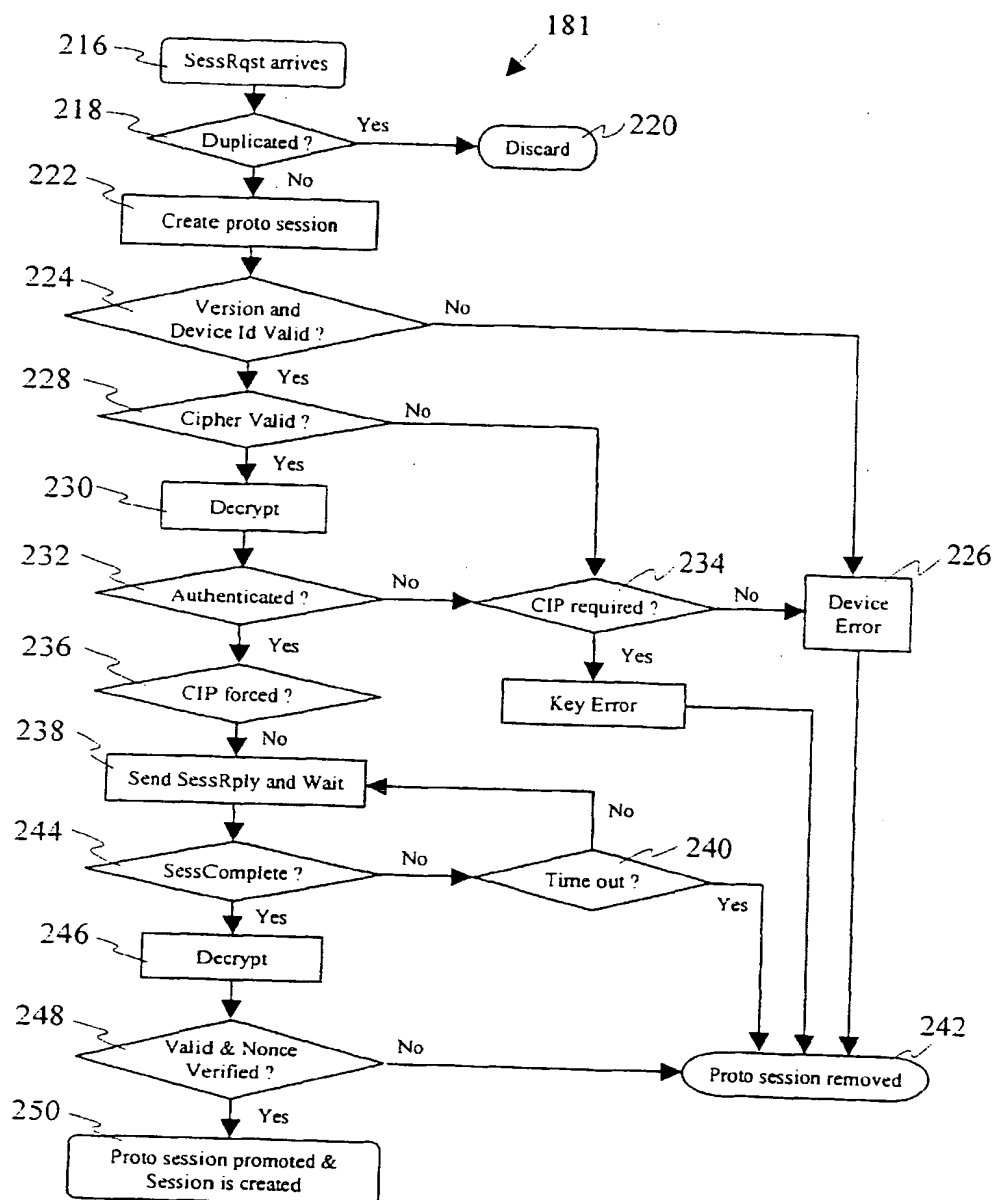 181
216
SessRqst arrives
218
Duplicated ?
Yes
Discard
220
No
222
Create proto session
224
Version and
Device Id Valid ?
No
Yes
228
Cipher Valid ?
No
Yes
230
Decrypt
232
Authenticated ?
No
234
CIP required ?
No
226
Device
Error
Yes
Yes
236
CIP forced ?
Key Error
No
238
Send SessRply and Wait
No
244
SessComplete ?
No
240
Time out ?
Yes
Yes
246
Decrypt
248
Valid & Nonce
Verified ?
No
242
Proto session removed
Yes
250
Proto session promoted &
Session is created